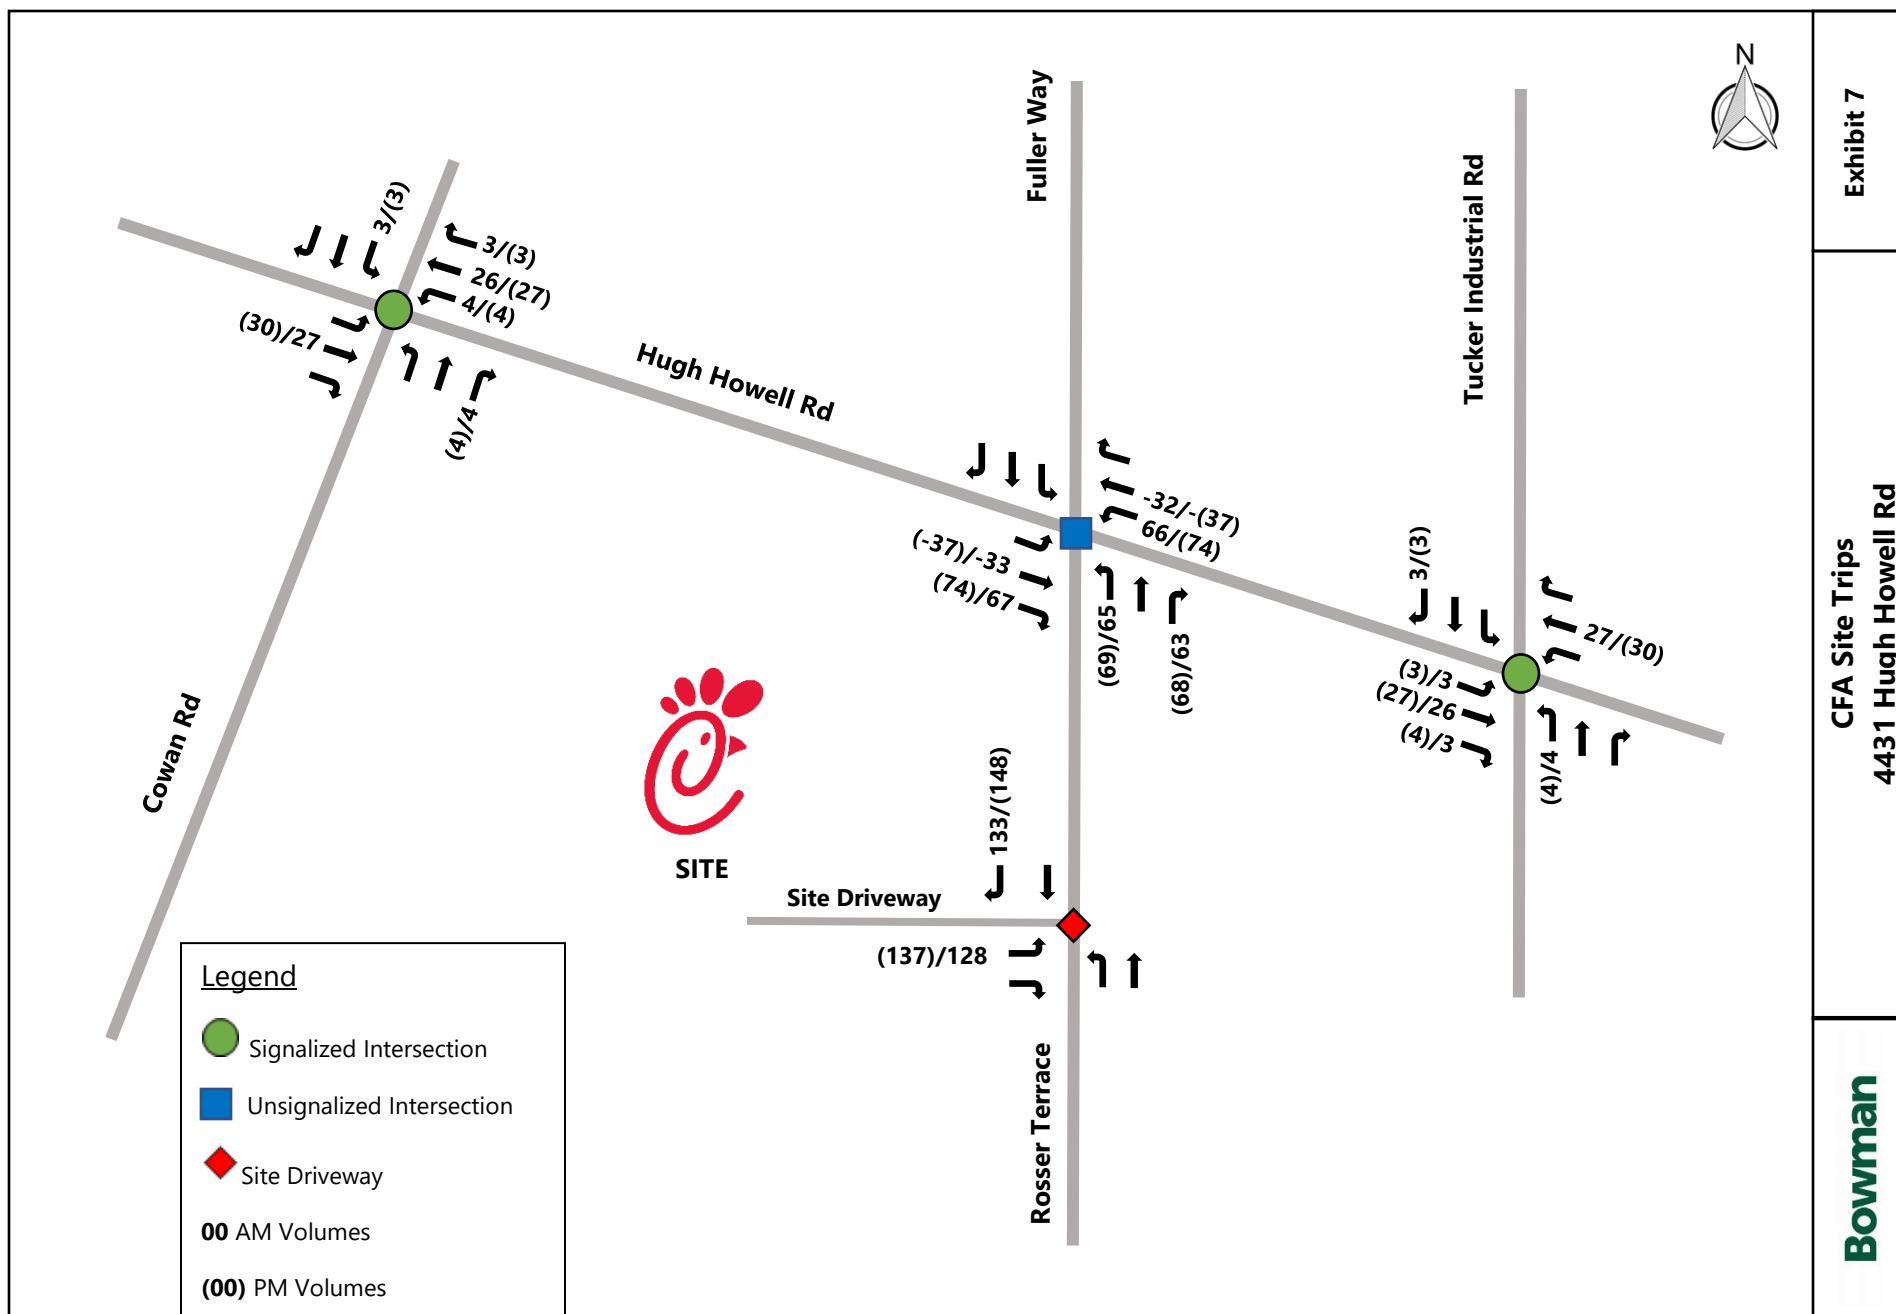 N
Exhibit 7
CFA Site Trips
4431 Hugh Howell Rd
Bowman
Fuller Way
Tucker Industrial Rd
3/(3)
3/(3)
26/(27)
4/(4)
(30)/27
(4)/4
Hugh Howell Rd
-32/-(37)
66/(74)
(-37)/-33
(74)/67
(69)/65
(68)/63
3/(3)
27/(30)
(3)/3
(27)/26
(4)/3
(4)/4
Cowan Rd
SITE
133/(148)
Site Driveway
(137)/128
Rosser Terrace
Legend
Signalized Intersection
Unsignalized Intersection
Site Driveway
00 AM Volumes
(00) PM Volumes